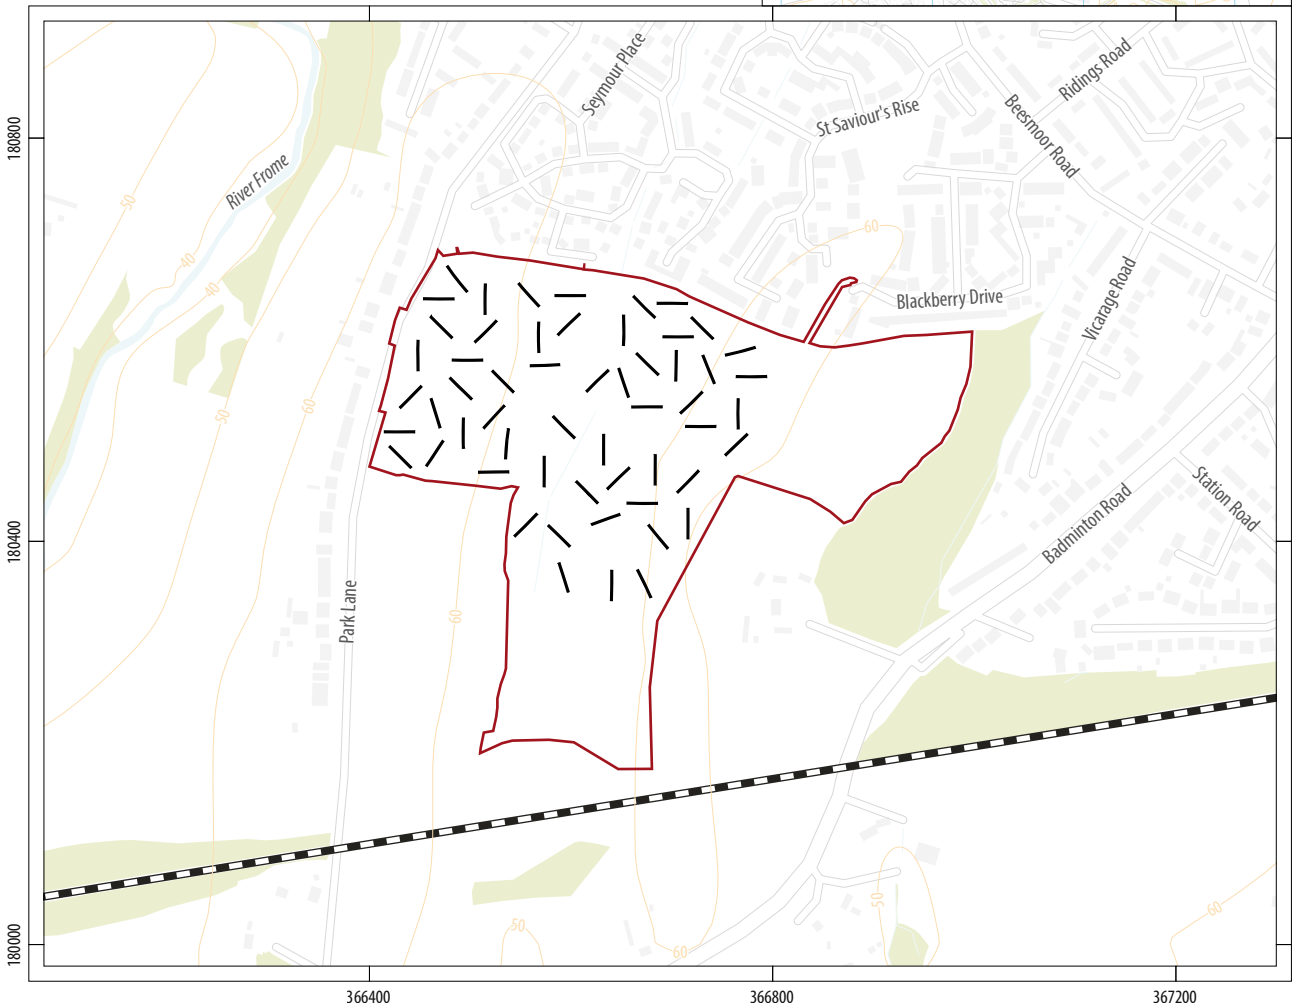 Seymour Place
St Saviour's Rise
Ridings Road
Beesmoor Road
180800
River Frome
50
40
40
60
Blackberry Drive
Vicarage Road
50
60
Station Road
Badminton Road
180400
Park Lane
60
50
50
60
60
180000
366400
366800
367200